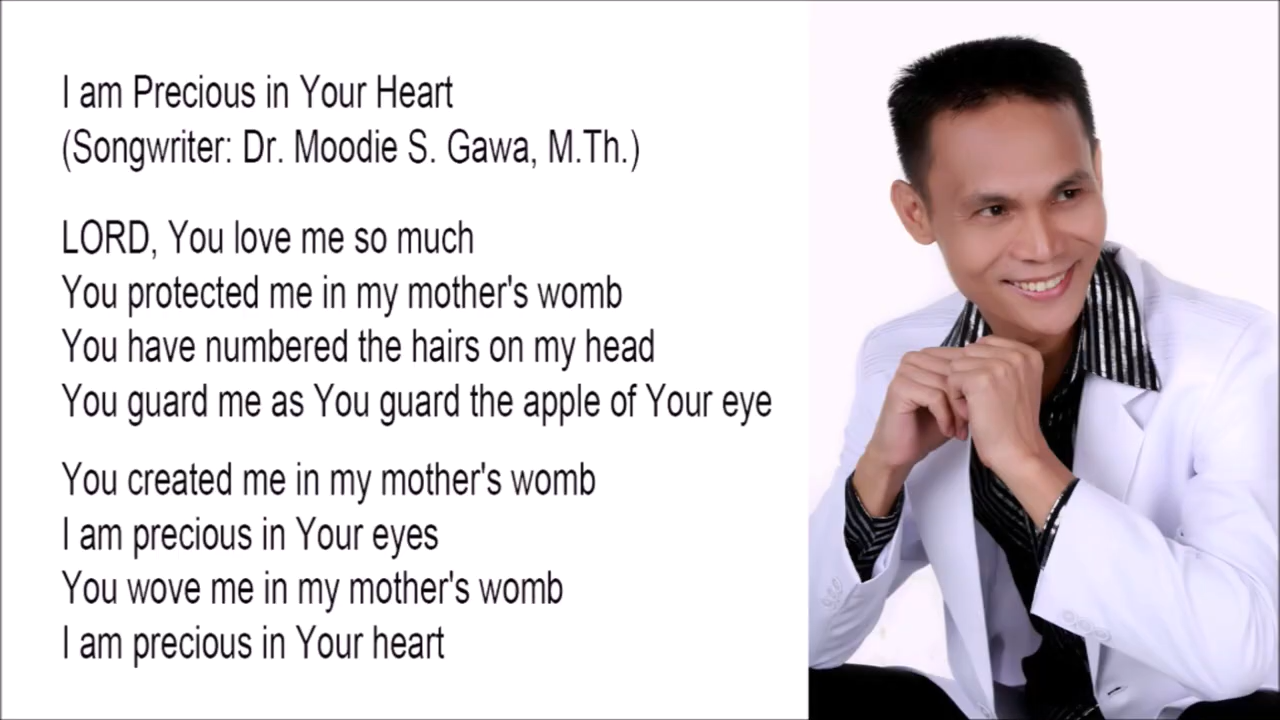 I am Precious in Your Heart
(Songwriter: Dr. Moodie S. Gawa, M.Th.)
LORD, You love me so much
You protected me in my mother's womb
You have numbered the hairs on my head
You guard me as You guard the apple of Your eye
You created me in my mother's womb
I am precious in Your eyes
You wove me in my mother's womb
I am precious in Your heart